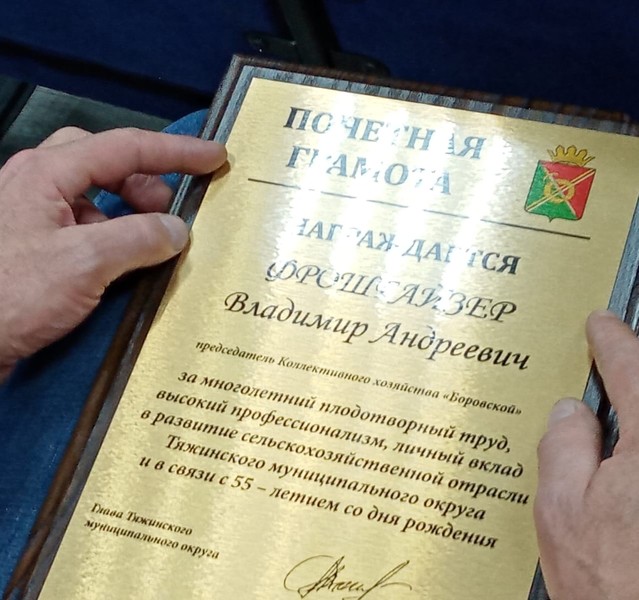 ПОЧЕТНАЯ
ГРАМОТА
НАГРАЖДАЕТСЯ
ФРОШГАЙЗЕР
Владимир Андреевич
председатель Коллективного хозяйства «Боровской»
за многолетний плодотворный труд,
высокий профессионализм, личный вклад
в развитие сельскохозяйственной отрасли
Тяжинского муниципального округа
и в связи с 55 – летием со дня рождения
Глава Тяжинского
муниципального округа